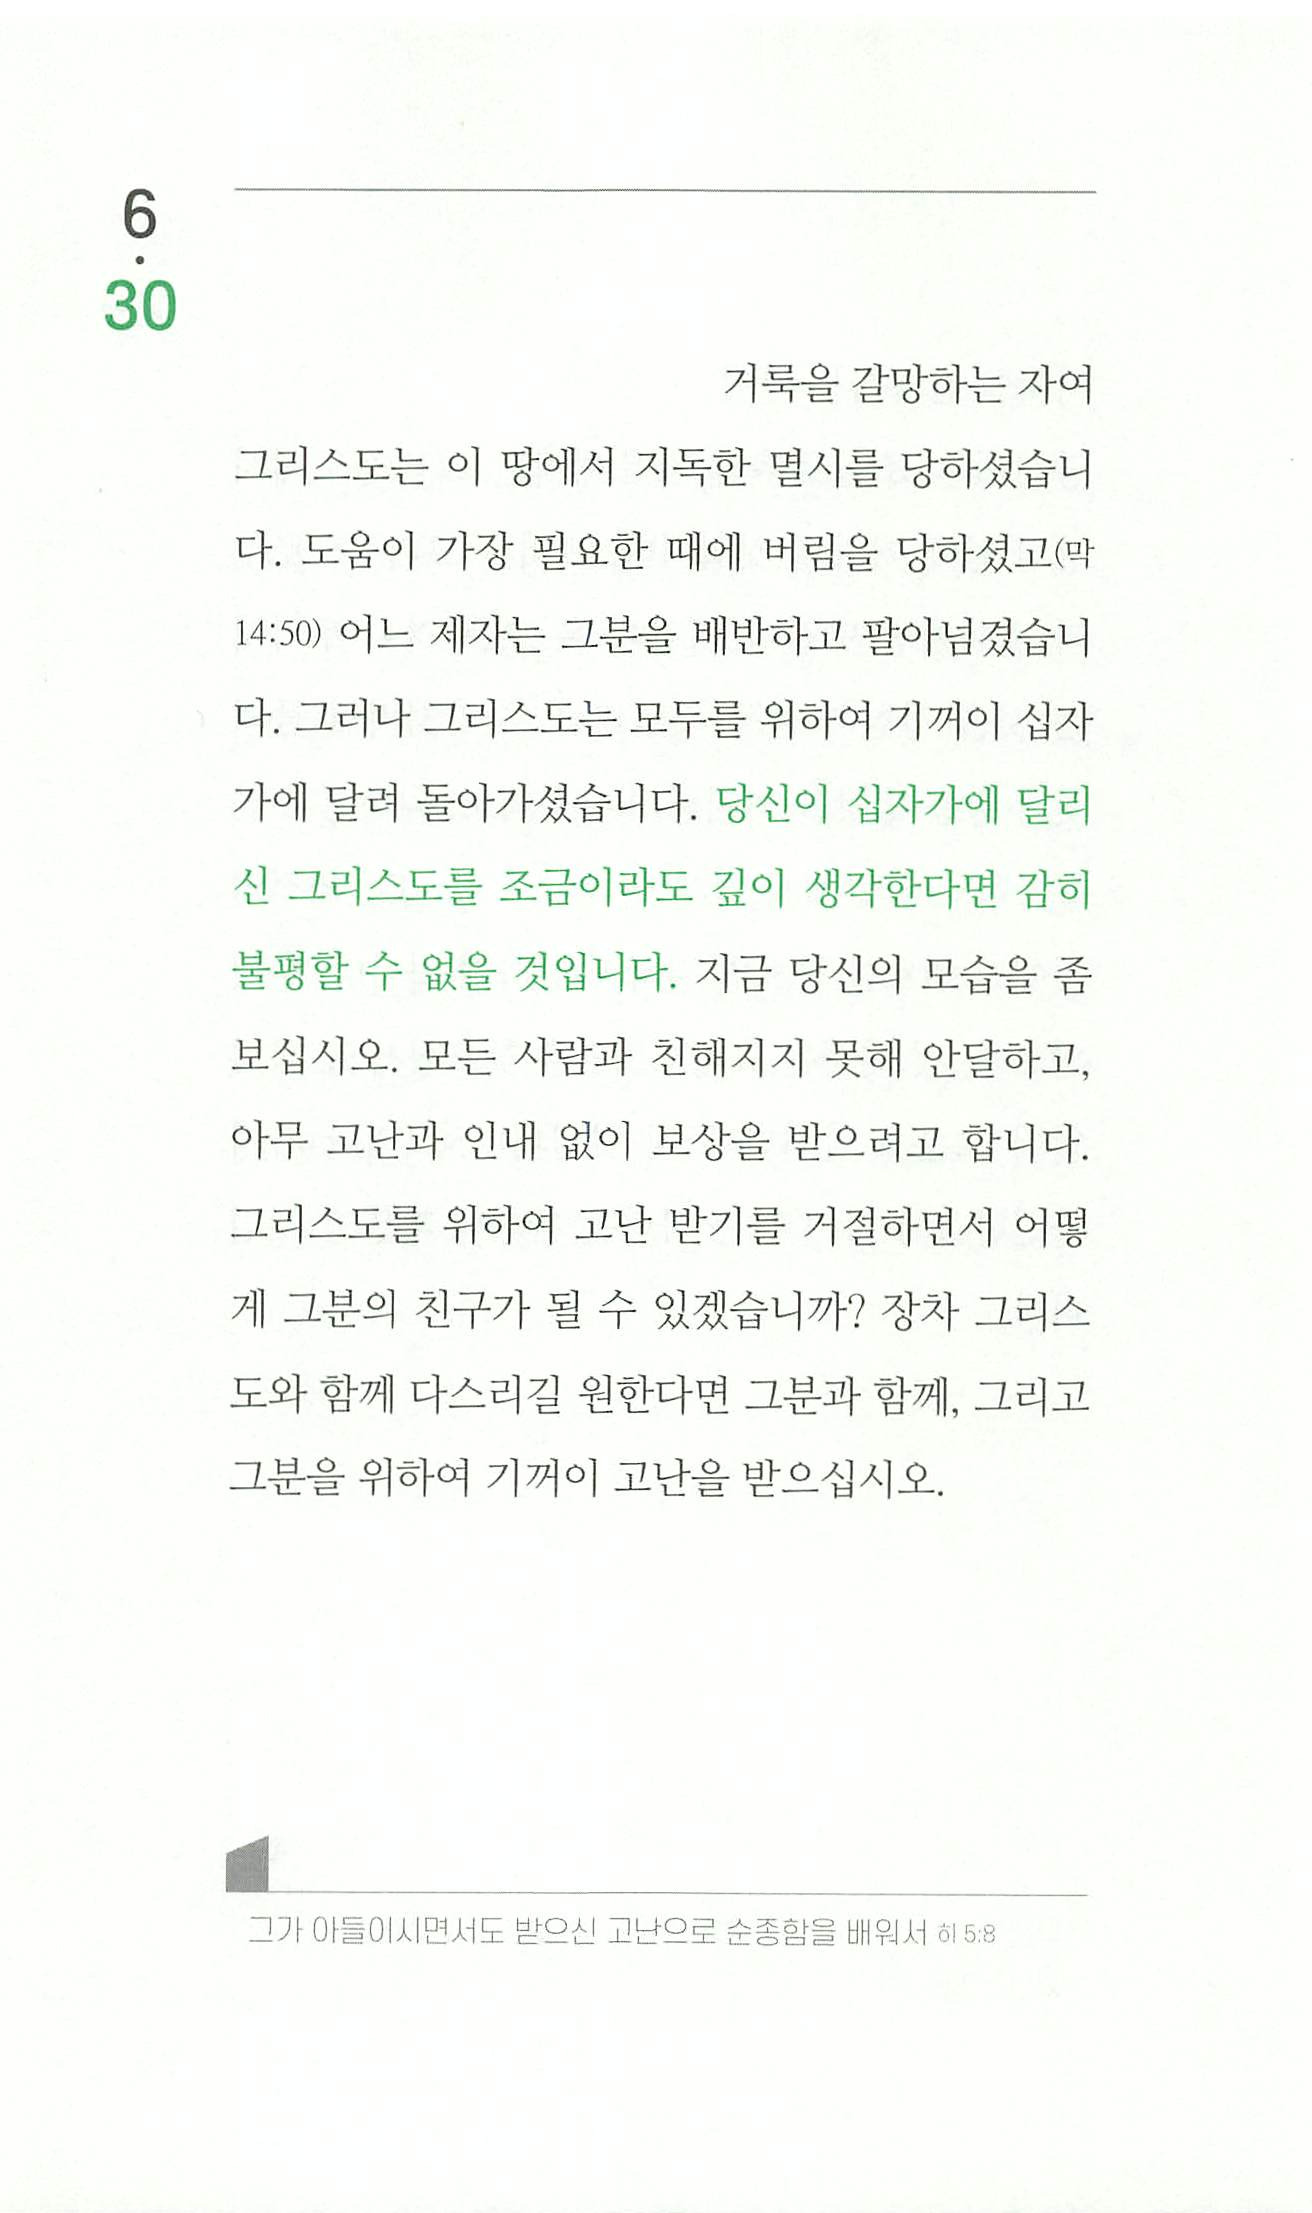 6
·
30
거룩을 갈망하는 자여
그리스도는 이 땅에서 지독한 멸시를 당하셨습니
다. 도움이 가장 필요한 때에 버림을 당하셨고(막
14:50) 어느 제자는 그분을 배반하고 팔아넘겼습니
다. 그러나 그리스도는 모두를 위하여 기꺼이 십자
가에 달려 돌아가셨습니다. 당신이 십자가에 달리
신 그리스도를 조금이라도 깊이 생각한다면 감히
불평할 수 없을 것입니다. 지금 당신의 모습을 좀
보십시오. 모든 사람과 친해지지 못해 안달하고,
아무 고난과 인내 없이 보상을 받으려고 합니다.
그리스도를 위하여 고난 받기를 거절하면서 어떻
게 그분의 친구가 될 수 있겠습니까? 장차 그리스
도와 함께 다스리길 원한다면 그분과 함께, 그리고
그분을 위하여 기꺼이 고난을 받으십시오.
그가 아들이시면서도 받으신 고난으로 순종함을 배워서 히 5:8